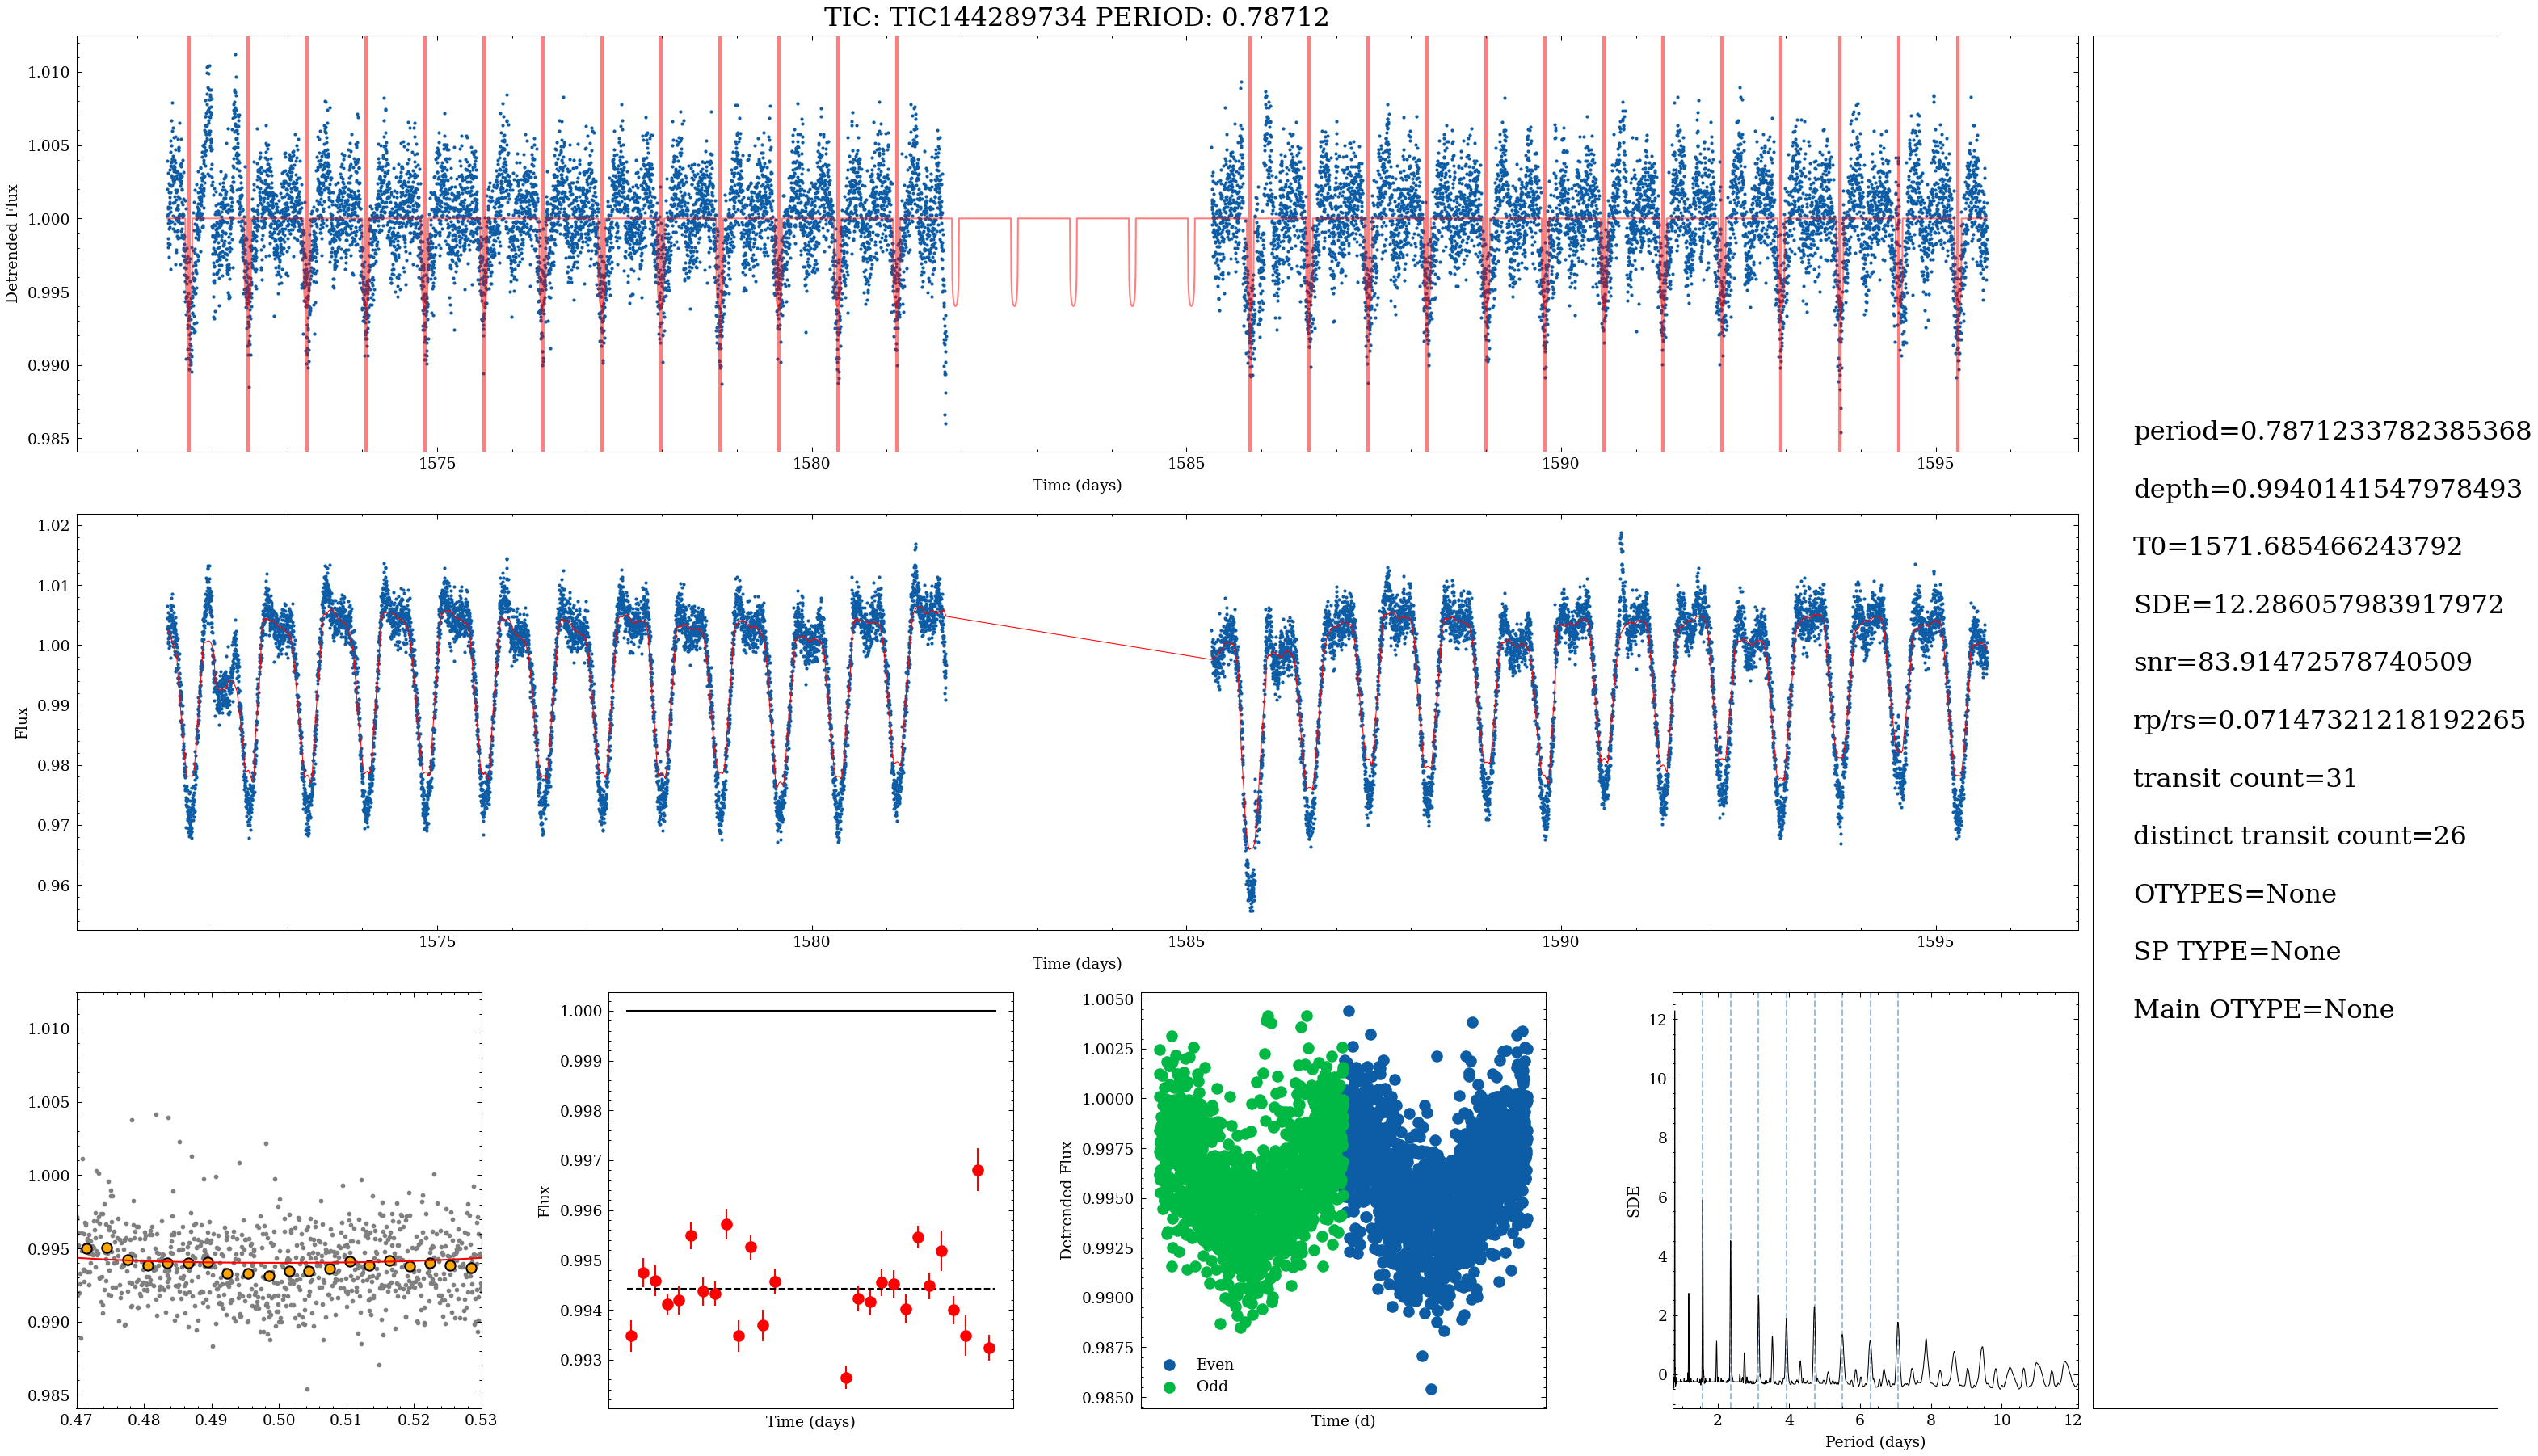 TIC: TIC144289734 PERIOD: 0.78712
1.010
1.005
1.000
0.995
0.990
0.985
Detrended Flux
1575
1580
1585
1590
1595
Time (days)
1.02
1.01
1.00
0.99
0.98
0.97
0.96
Flux
1575
1580
1585
1590
1595
Time (days)
period=0.7871233782385368
depth=0.9940141547978493
T0=1571.685466243792
SDE=12.286057983917972
snr=83.91472578740509
rp/rs=0.07147321218192265
transit count=31
distinct transit count=26
OTYPES=None
SP TYPE=None
Main OTYPE=None
1.010
1.005
1.000
0.995
0.990
0.985
0.47
0.48
0.49
0.50
0.51
0.52
0.53
1.000
0.999
0.998
0.997
0.996
0.995
0.994
0.993
Flux
Time (days)
1.0050
1.0025
1.0000
0.9975
0.9950
0.9925
0.9900
0.9875
0.9850
Detrended Flux
Even
Odd
Time (d)
12
10
8
6
4
2
0
SDE
2
4
6
8
10
12
Period (days)